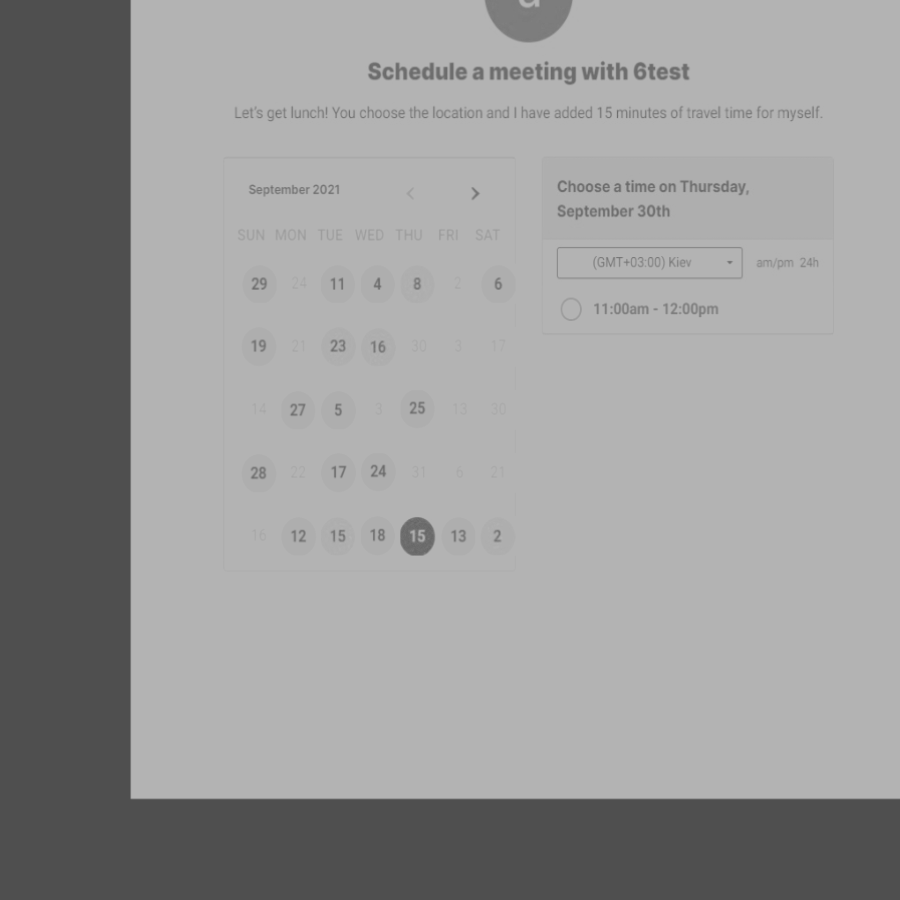 Schedule a meeting with 6test
Let's get lunch! You choose the location and I have added 15 minutes of travel time for myself.
September 2021
SUN MON TUE WED THU FRI SAT
29 24 11 4 8 2 6
19 21 23 16 30 3 17
14 27 5 3 25 13 30
28 22 17 24 31 6 21
16 12 15 18 15 13 2
Choose a time on Thursday,
September 30th
(GMT+03:00) Kiev am/pm 24h
11:00am - 12:00pm